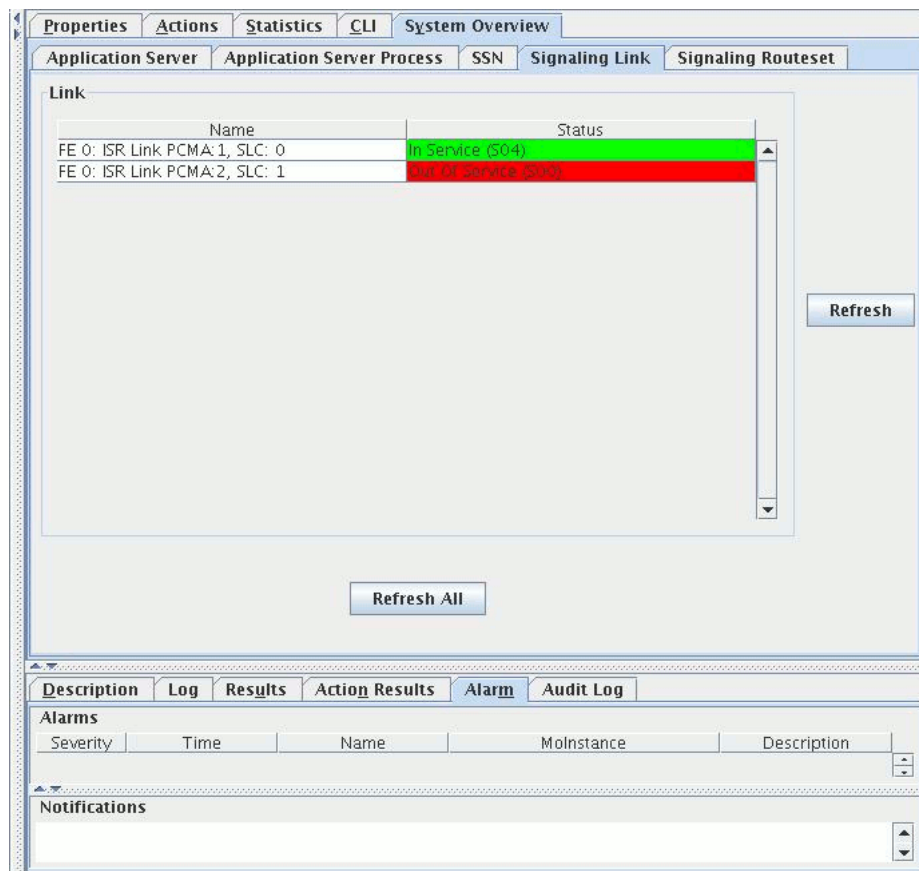 Properties Actions Statistics CLI System Overview
Application Server Application Server Process SSN Signaling Link Signaling Routeset
Link
Name Status
FE 0: ISR Link PCMA:1, SLC: 0 In Service (S04)
FE 0: ISR Link PCMA:2, SLC: 1 Out Of Service (S00)
Refresh
Refresh All
Description Log Results Action Results Alarm Audit Log
Alarms
Severity Time Name MoInstance Description
Notifications